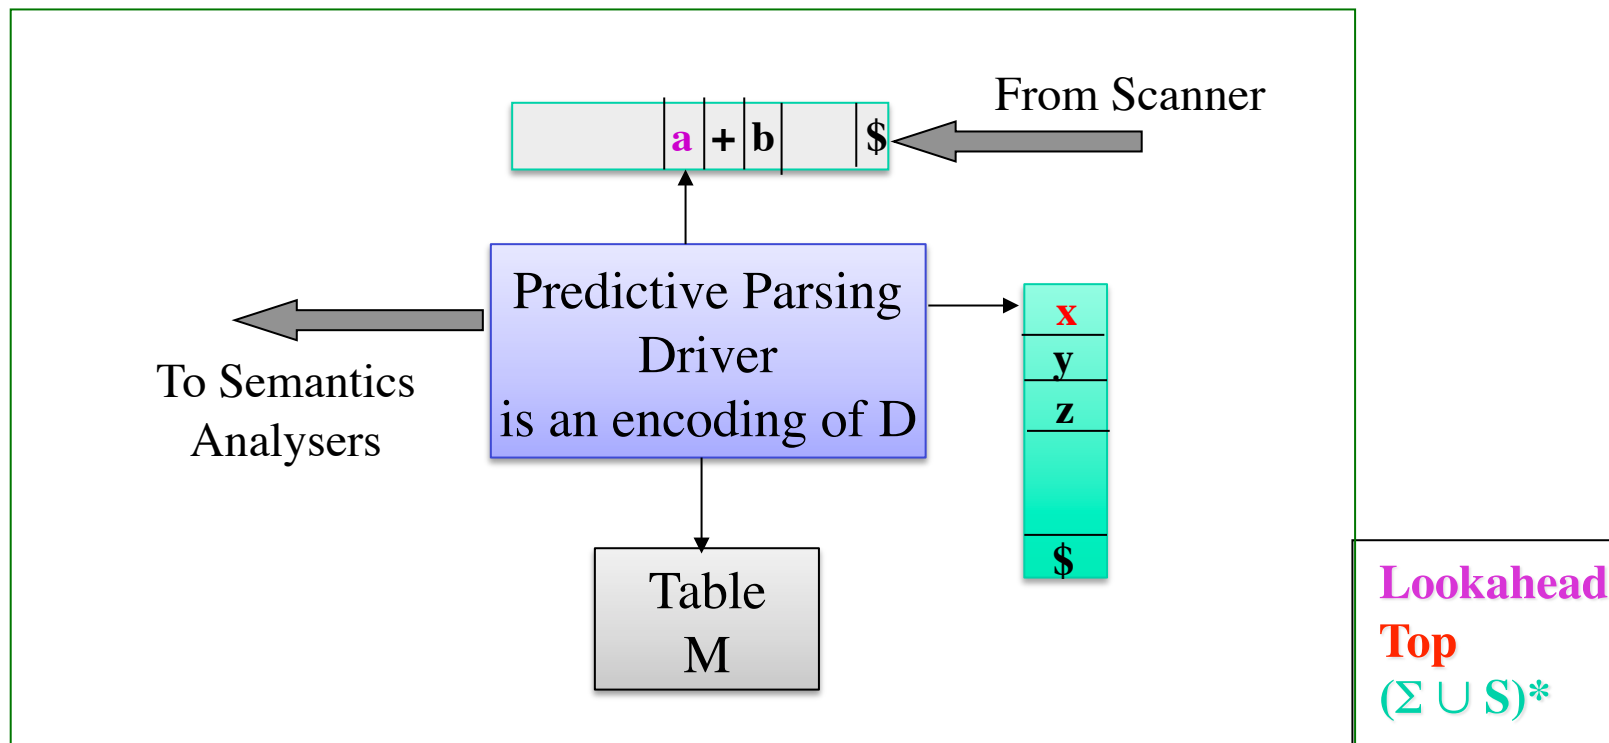 From Scanner
a + b $
Predictive Parsing
Driver
is an encoding of D
To Semantics
Analysers
x
y
z
$
Table
M
Lookahead
Top
(Σ ∪ S)*